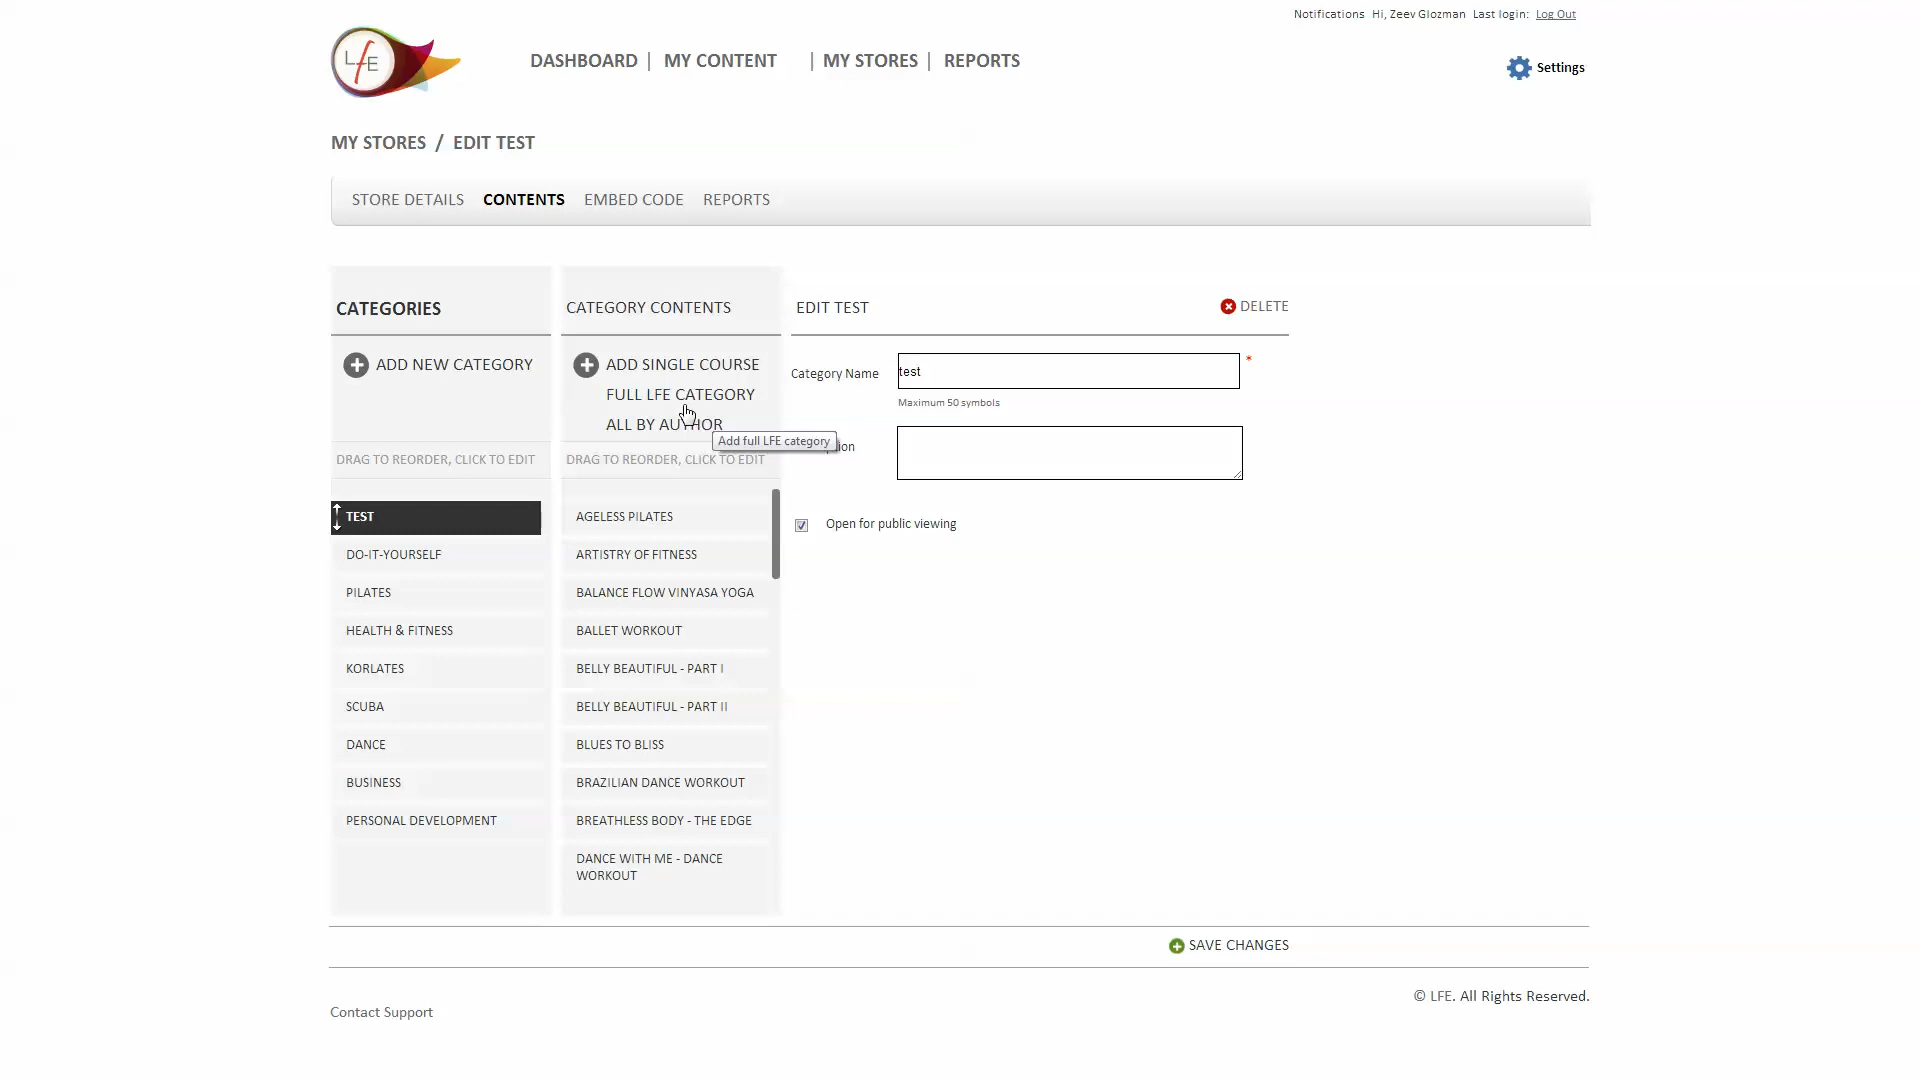 Notifications Hi, Zeev Glozman Last login: Log Out
LFE
DASHBOARD | MY CONTENT | MY STORES | REPORTS
Settings
MY STORES / EDIT TEST
STORE DETAILS CONTENTS EMBED CODE REPORTS
CATEGORIES
ADD NEW CATEGORY
DRAG TO REORDER, CLICK TO EDIT
TEST
DO-IT-YOURSELF
PILATES
HEALTH & FITNESS
KORLATES
SCUBA
DANCE
BUSINESS
PERSONAL DEVELOPMENT
CATEGORY CONTENTS
ADD SINGLE COURSE
FULL LFE CATEGORY
ALL BY AUTHOR
Add full LFE category
DRAG TO REORDER, CLICK TO EDIT
AGELESS PILATES
ARTISTRY OF FITNESS
BALANCE FLOW VINYASA YOGA
BALLET WORKOUT
BELLY BEAUTIFUL - PART I
BELLY BEAUTIFUL - PART II
BLUES TO BLISS
BRAZILIAN DANCE WORKOUT
BREATHLESS BODY - THE EDGE
DANCE WITH ME - DANCE
WORKOUT
EDIT TEST
DELETE
Category Name test *
Maximum 50 symbols
Open for public viewing
SAVE CHANGES
© LFE. All Rights Reserved.
Contact Support